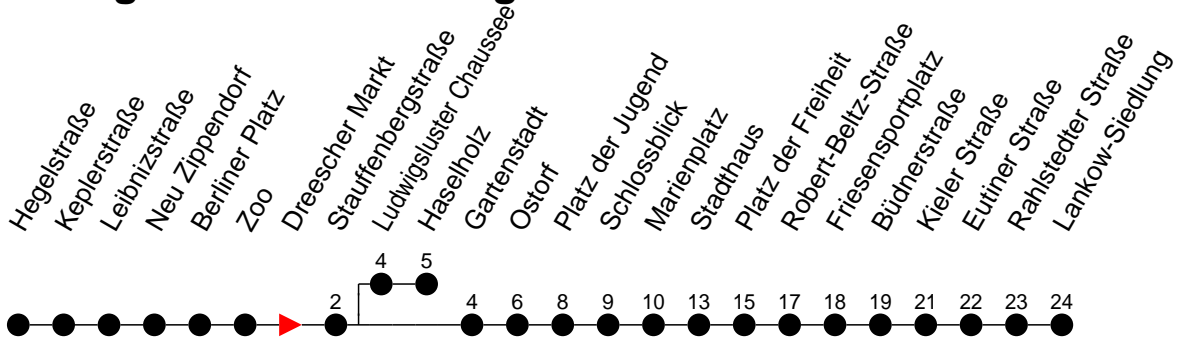 Hegelstraße
Keplerstraße
Leibnizstraße
Neu Zippendorf
Berliner Platz
Zoo
Dreescher Markt
Stauffenbergstraße
Ludwigsluster Chaussee
Haselholz
Gartenstadt
Ostorf
Platz der Jugend
Schlossblick
Marienplatz
Stadthaus
Platz der Freiheit
Robert-Beltz-Straße
Friesensportplatz
Büdnerstraße
Kieler Straße
Eutiner Straße
Rahlstedter Straße
Lankow-Siedlung
4 5
2 4 6 8 9 10 13 15 17 18 19 21 22 23 24